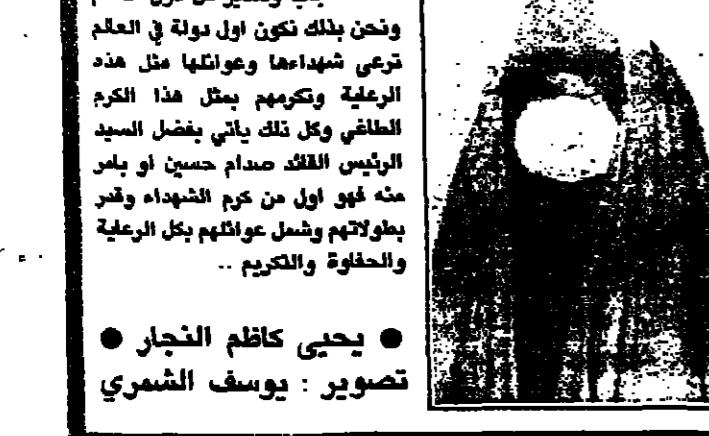 ونحن بذلك نكون اول دولة في العالم
ترعى شهداءها وعوائلها مثل هذه
الرعاية وتكرمهم بمثل هذا الكرم
الطاغي وكل ذلك ياتي بفضل السيد
الرئيس القائد صدام حسين او بامر
منه فهو اول من كرم الشهداء وقدر
بطولاتهم وشمل عوائلهم بكل الرعاية
والحفاوة والتكريم ..
● يحيى كاظم النجار ●
تصوير : يوسف الشمري